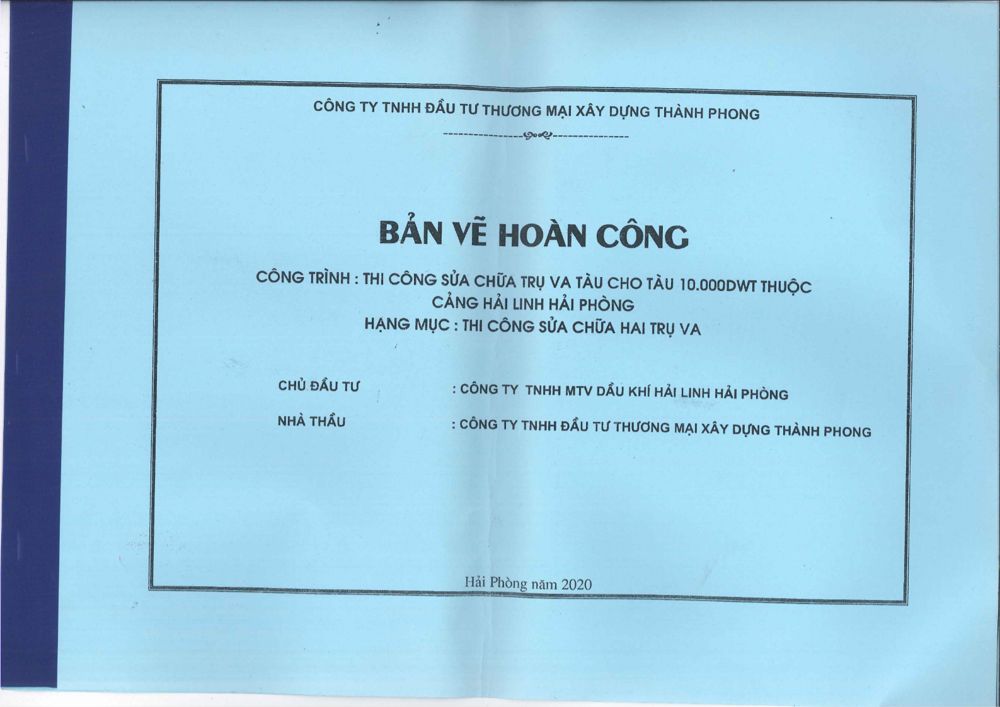 CÔNG TY TNHH ĐẦU TƯ THƯƠNG MẠI XÂY DỰNG THÀNH PHONG
BẢN VẼ HOÀN CÔNG
CÔNG TRÌNH : THI CÔNG SỬA CHỮA TRỤ VA TÀU CHO TÀU 10.000DWT THUỘC
CẢNG HẢI LINH HẢI PHÒNG
HẠNG MỤC : THI CÔNG SỬA CHỮA HAI TRỤ VA
CHỦ ĐẦU TƯ : CÔNG TY TNHH MTV DẦU KHÍ HẢI LINH HẢI PHÒNG
NHÀ THẦU : CÔNG TY TNHH ĐẦU TƯ THƯƠNG MẠI XÂY DỰNG THÀNH PHONG
Hải Phòng năm 2020